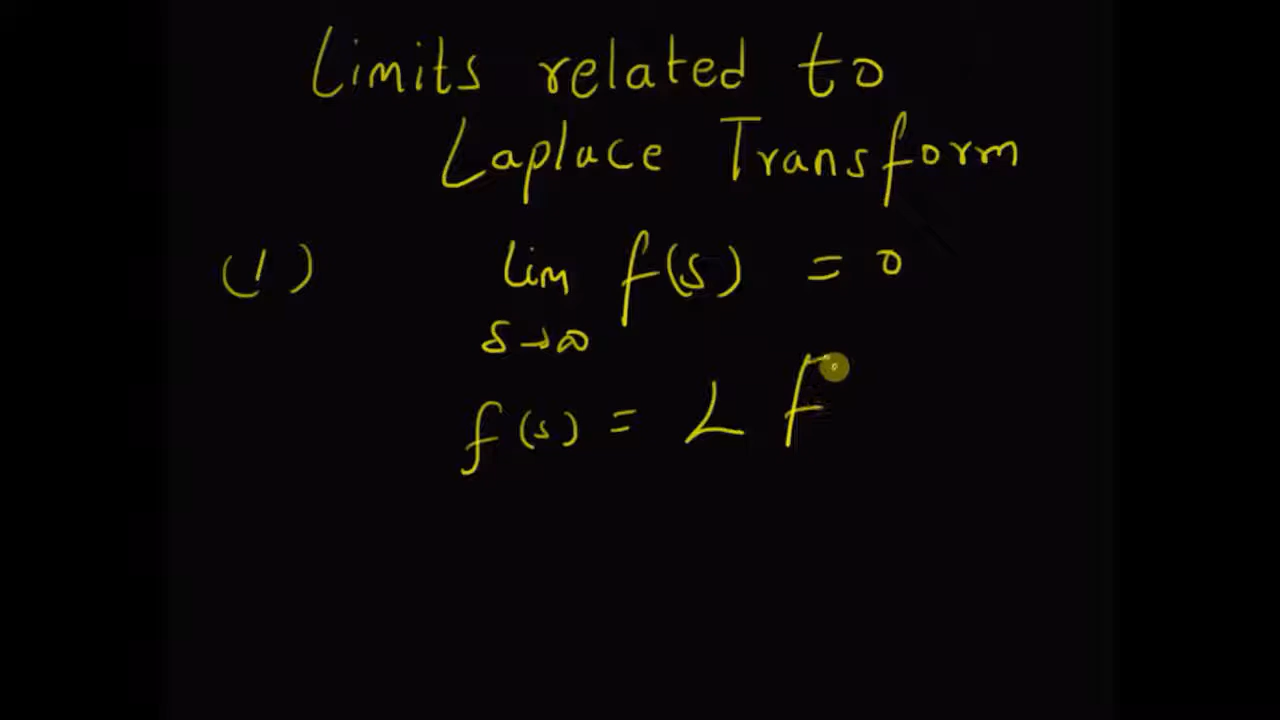 Limits related to
Laplace Transform
(1) lim f(s) = 0
s→∞
f(s) = L F